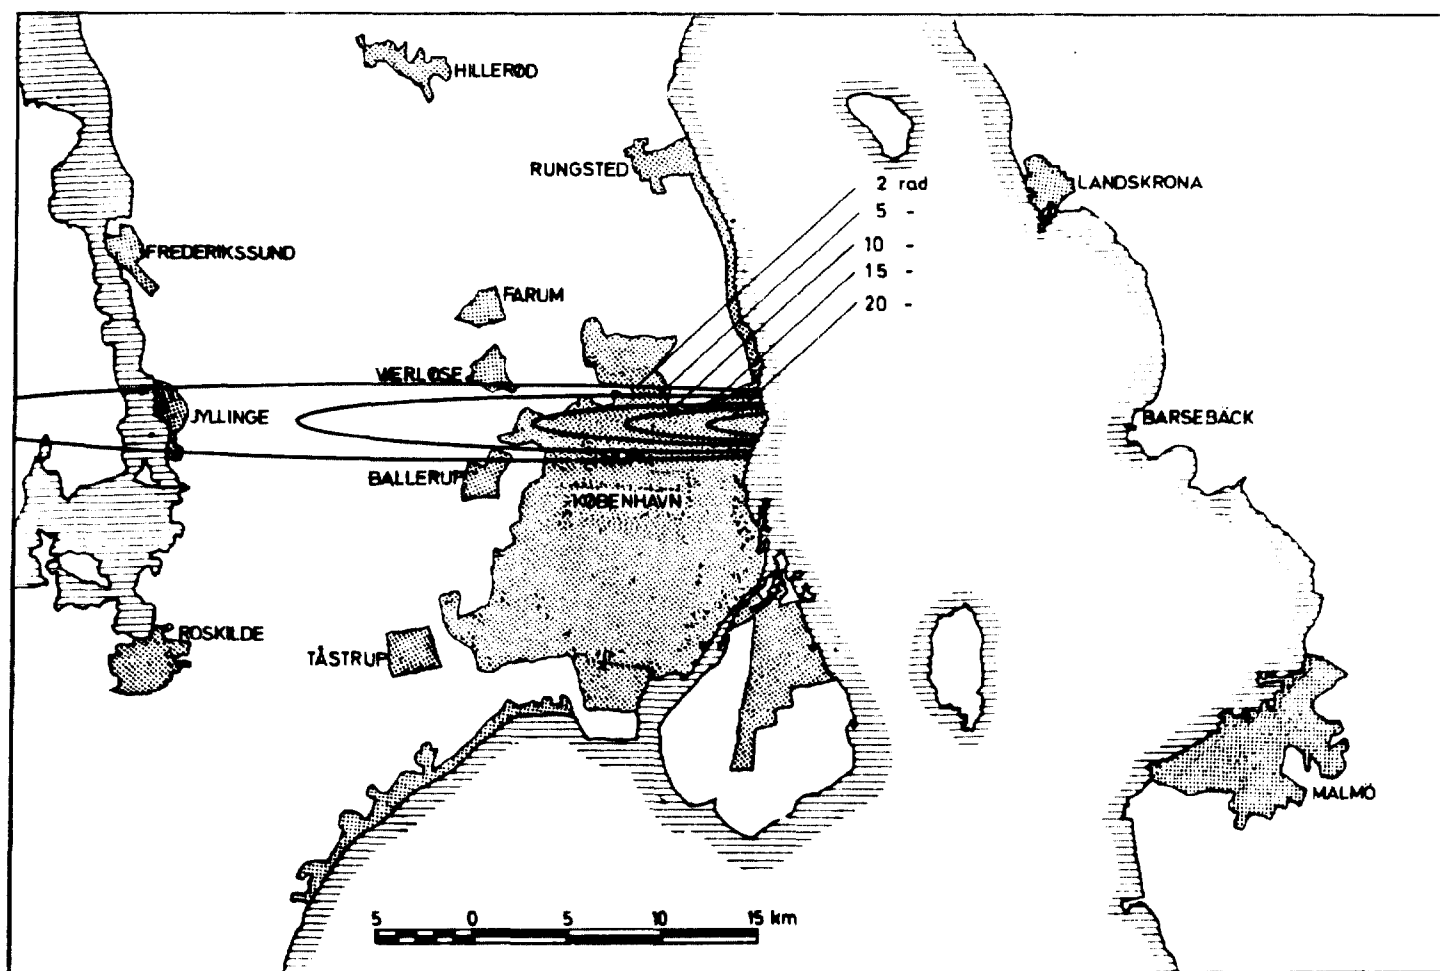 HILLERØD
RUNGSTED
2 rad
LANDSKRONA
5 -
10 -
FREDERIKSSUND
15 -
FARUM
20 -
VÆRLØSE
JYLLINGE
BARSEBÄCK
BALLERUP
KØBENHAVN
ROSKILDE
TÅSTRUP
MALMÖ
5 0 5 10 15 km